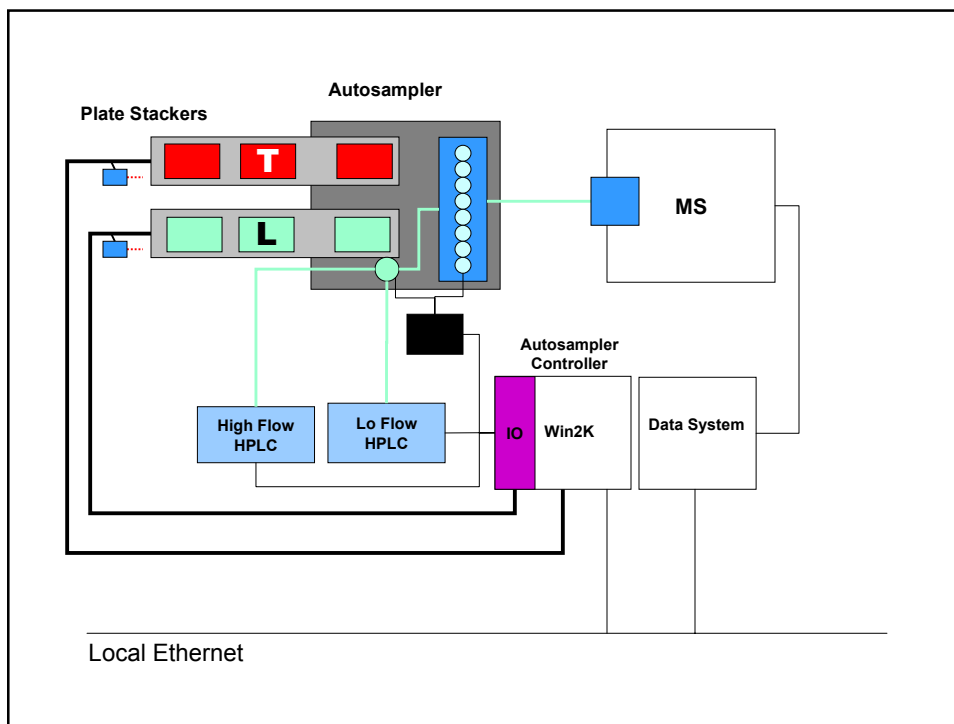 Autosampler
Plate Stackers
T
L
MS
Autosampler
Controller
High Flow
HPLC
Lo Flow
HPLC
IO
Win2K
Data System
Local Ethernet